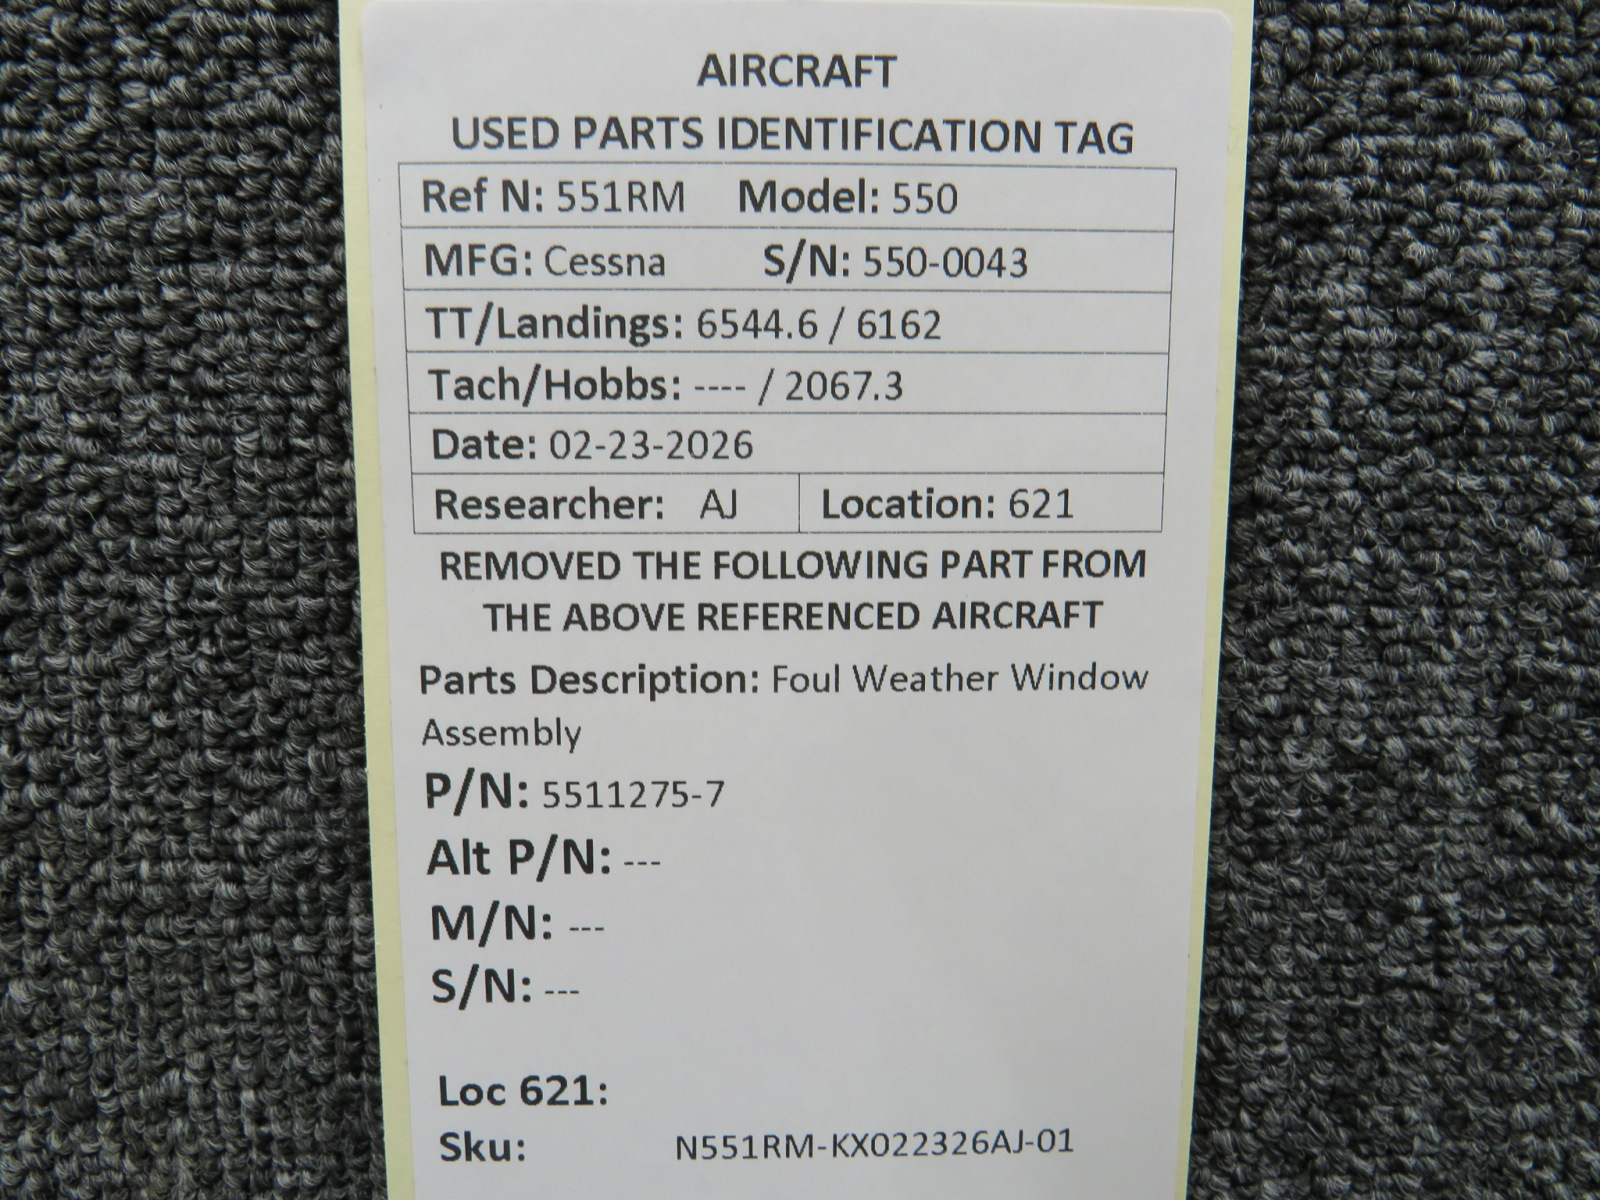 AIRCRAFT
USED PARTS IDENTIFICATION TAG
Ref N: 551RM Model: 550
MFG: Cessna S/N: 550-0043
TT/Landings: 6544.6 / 6162
Tach/Hobbs: ---- / 2067.3
Date: 02-23-2026
Researcher: AJ Location: 621
REMOVED THE FOLLOWING PART FROM
THE ABOVE REFERENCED AIRCRAFT
Parts Description: Foul Weather Window
Assembly
P/N: 5511275-7
Alt P/N: ---
M/N: ---
S/N: ---
Loc 621:
Sku: N551RM-KX022326AJ-01